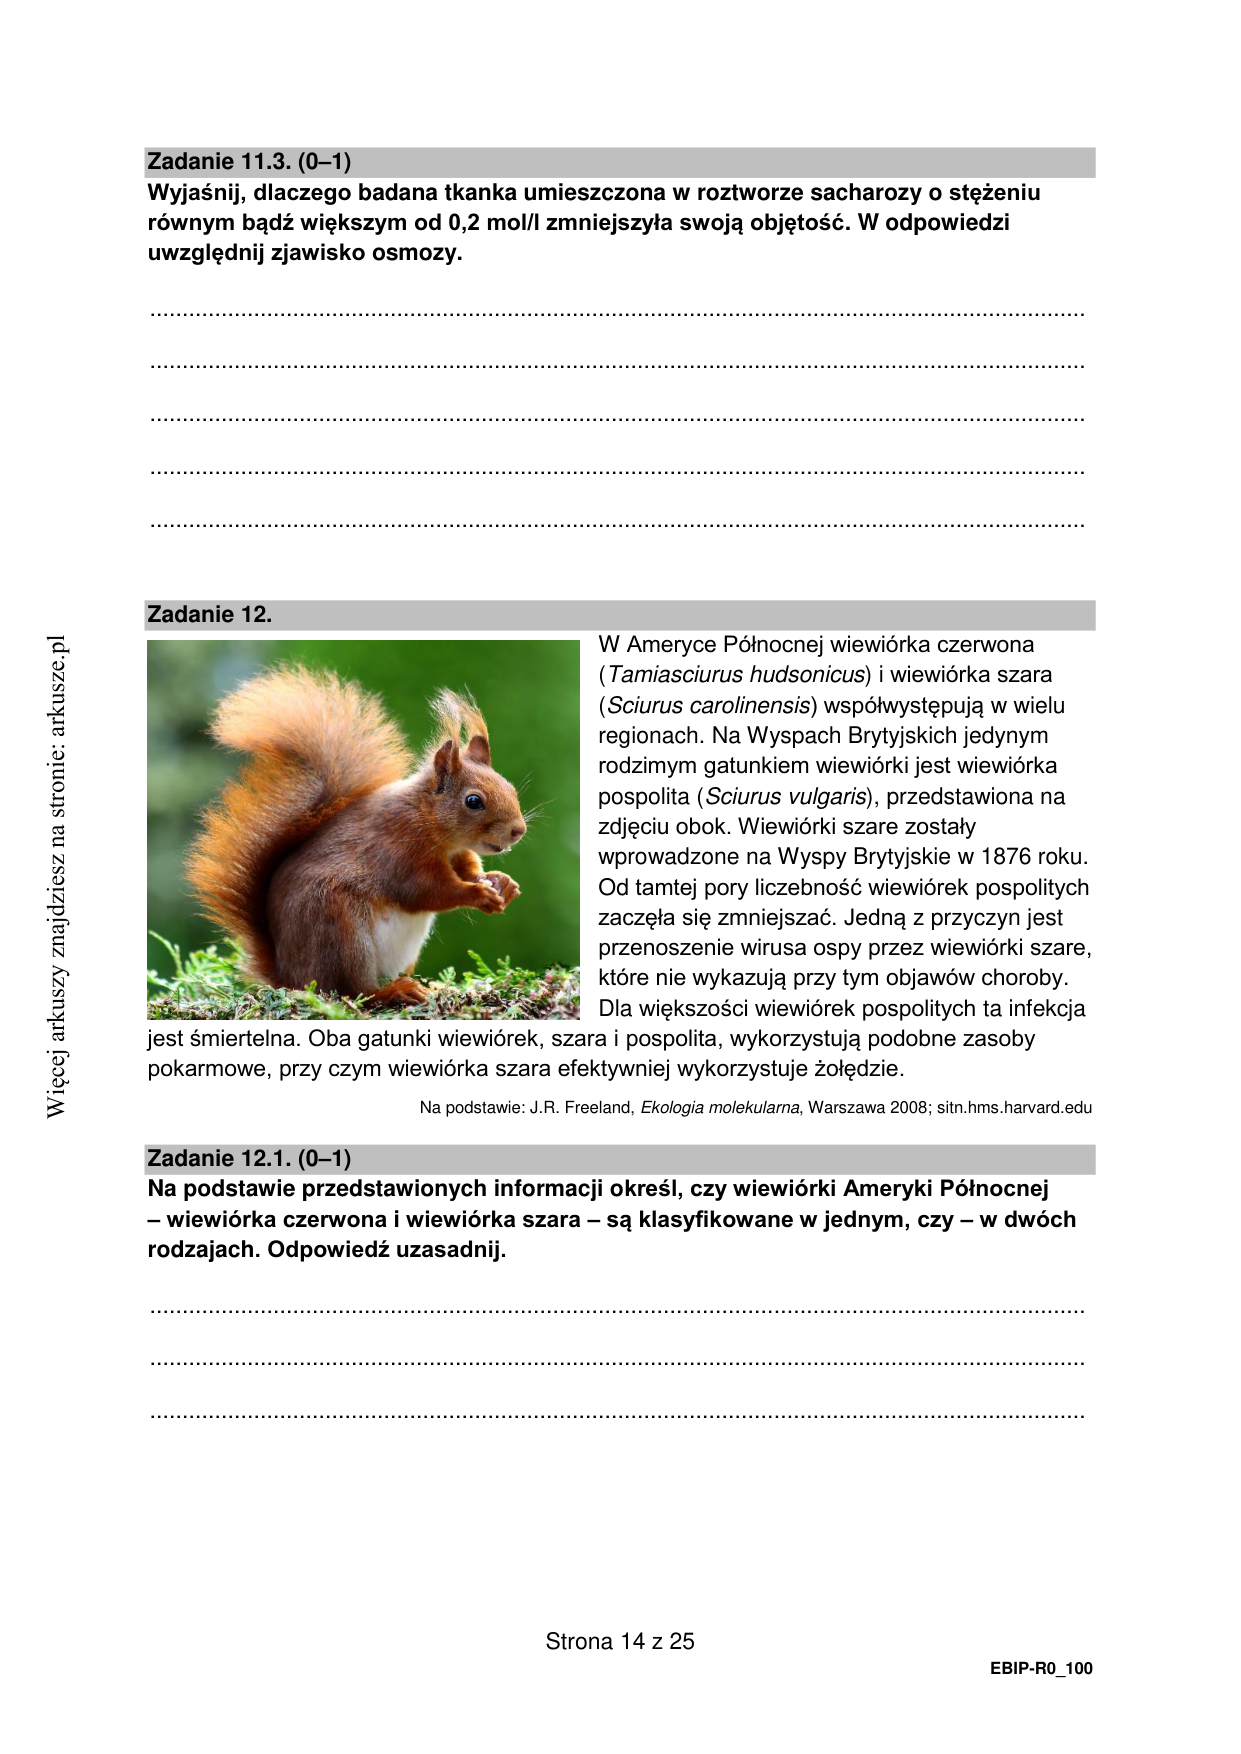 Zadanie 11.3. (0–1)
Wyjaśnij, dlaczego badana tkanka umieszczona w roztworze sacharozy o stężeniu
równym bądź większym od 0,2 mol/l zmniejszyła swoją objętość. W odpowiedzi
uwzględnij zjawisko osmozy.
Zadanie 12.
W Ameryce Północnej wiewiórka czerwona
(Tamiasciurus hudsonicus) i wiewiórka szara
(Sciurus carolinensis) współwystępują w wielu
regionach. Na Wyspach Brytyjskich jedynym
rodzimym gatunkiem wiewiórki jest wiewiórka
pospolita (Sciurus vulgaris), przedstawiona na
zdjęciu obok. Wiewiórki szare zostały
wprowadzone na Wyspy Brytyjskie w 1876 roku.
Od tamtej pory liczebność wiewiórek pospolitych
zaczęła się zmniejszać. Jedną z przyczyn jest
przenoszenie wirusa ospy przez wiewiórki szare,
które nie wykazują przy tym objawów choroby.
Dla większości wiewiórek pospolitych ta infekcja
jest śmiertelna. Oba gatunki wiewiórek, szara i pospolita, wykorzystują podobne zasoby
pokarmowe, przy czym wiewiórka szara efektywniej wykorzystuje żołędzie.
Na podstawie: J.R. Freeland, Ekologia molekularna, Warszawa 2008; sitn.hms.harvard.edu
Zadanie 12.1. (0–1)
Na podstawie przedstawionych informacji określ, czy wiewiórki Ameryki Północnej
– wiewiórka czerwona i wiewiórka szara – są klasyfikowane w jednym, czy – w dwóch
rodzajach. Odpowiedź uzasadnij.
Strona 14 z 25
EBIP-R0_100
Więcej arkuszy znajdziesz na stronie: arkusze.pl